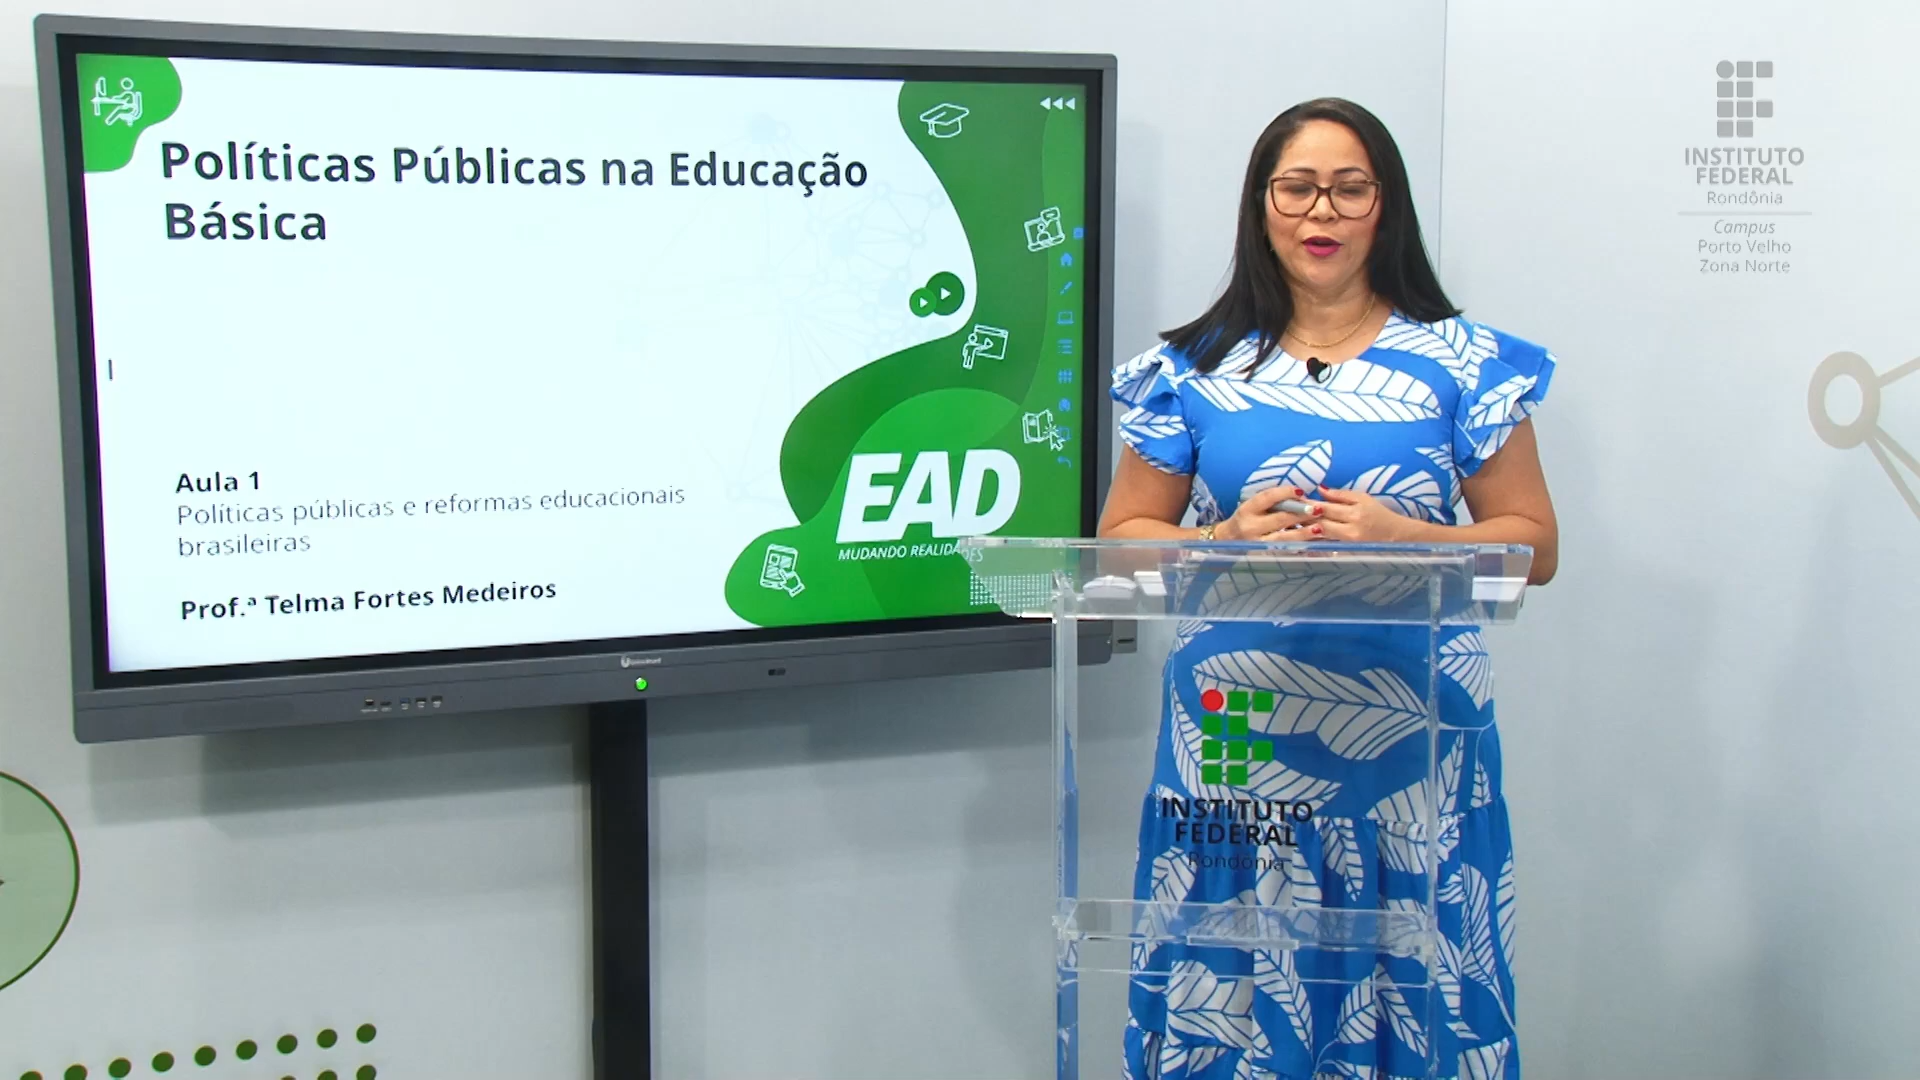 Políticas Públicas na Educação
Básica
Aula 1
Políticas públicas e reformas educacionais
brasileiras
Prof.ª Telma Fortes Medeiros
EAD
MUDANDO REALIDADES
INSTITUTO
FEDERAL
Rondônia
Campus
Porto Velho
Zona Norte
INSTITUTO
FEDERAL
Rondônia